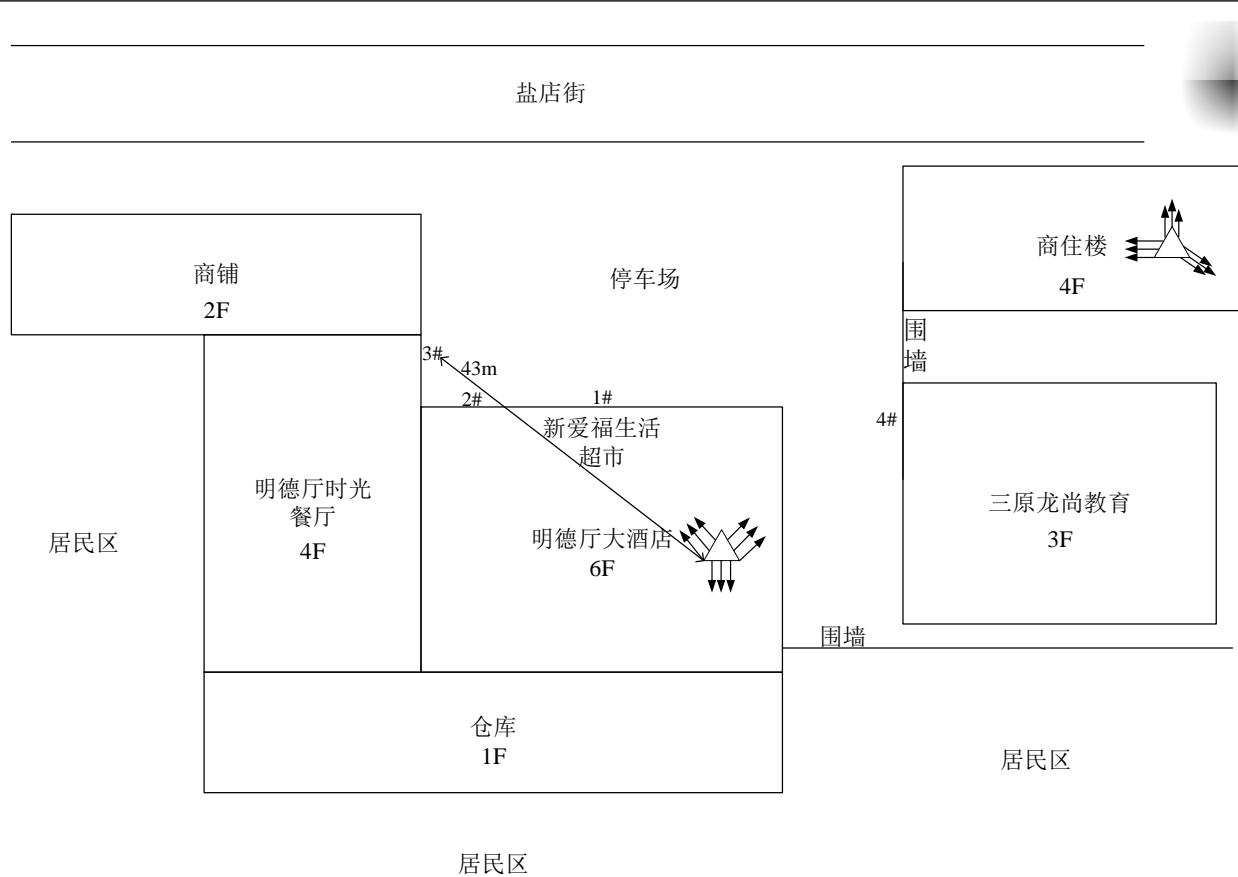 盐店街
商住楼
4F
商铺
2F
停车场
围
墙
3#
43m
2#
1#
4#
新爱福生活
超市
明德厅时光
餐厅
4F
三原龙尚教育
3F
居民区
明德厅大酒店
6F
围墙
仓库
1F
居民区
居民区